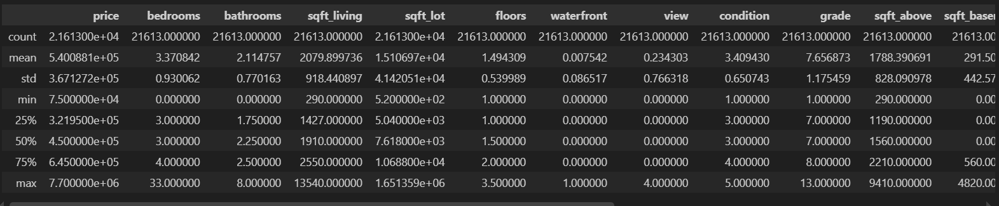 price bedrooms bathrooms sqft_living sqft_lot floors waterfront view condition grade sqft_above sqft_basem
count 2.161300e+04 21613.000000 21613.000000 21613.000000 2.161300e+04 21613.000000 21613.000000 21613.000000 21613.000000 21613.000000 21613.000000 21613.00
mean 5.400881e+05 3.370842 2.114757 2079.899736 1.510697e+04 1.494309 0.007542 0.234303 3.409430 7.656873 1788.390691 291.50
std 3.671272e+05 0.930062 0.770163 918.440897 4.142051e+04 0.539989 0.086517 0.766318 0.650743 1.175459 828.090978 442.57
min 7.500000e+04 0.000000 0.000000 290.000000 5.200000e+02 1.000000 0.000000 0.000000 1.000000 1.000000 290.000000 0.00
25% 3.219500e+05 3.000000 1.750000 1427.000000 5.040000e+03 1.000000 0.000000 0.000000 3.000000 7.000000 1190.000000 0.00
50% 4.500000e+05 3.000000 2.250000 1910.000000 7.618000e+03 1.500000 0.000000 0.000000 3.000000 7.000000 1560.000000 0.00
75% 6.450000e+05 4.000000 2.500000 2550.000000 1.068800e+04 2.000000 0.000000 0.000000 4.000000 8.000000 2210.000000 560.00
max 7.700000e+06 33.000000 8.000000 13540.000000 1.651359e+06 3.500000 1.000000 4.000000 5.000000 13.000000 9410.000000 4820.00